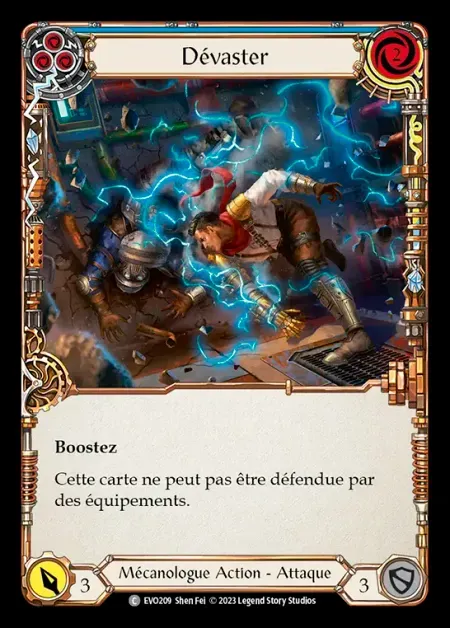 Dévaster
2
Boostez
Cette carte ne peut pas être défendue par
des équipements.
3
Mécanologue Action - Attaque
3
C EVO209 Shen Fei © 2023 Legend Story Studios